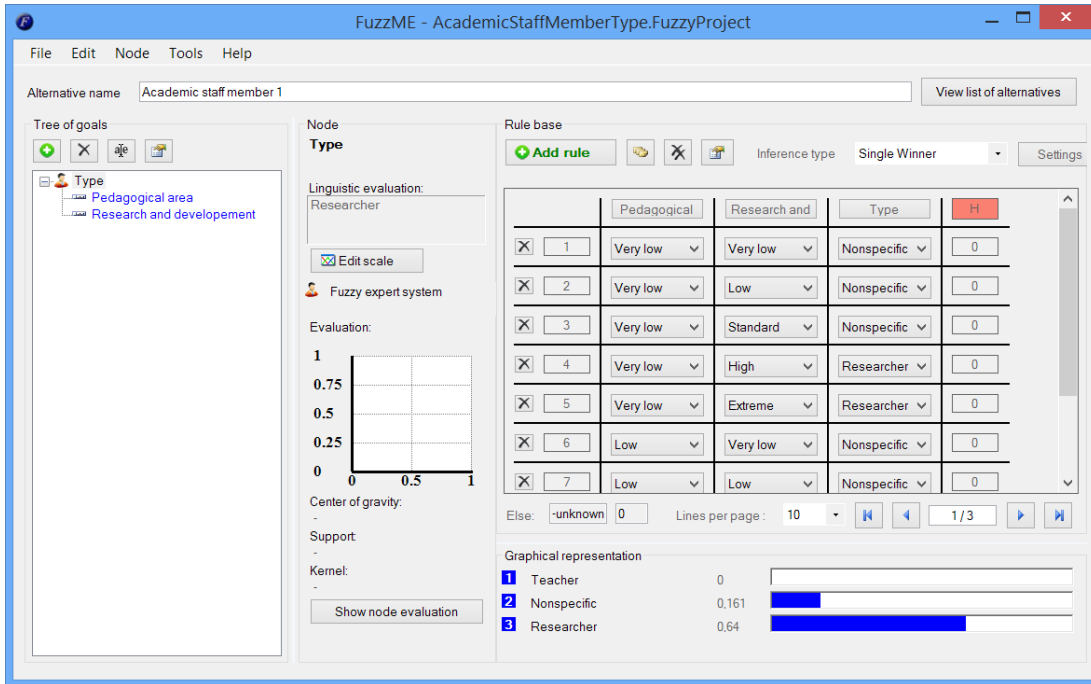 FuzzME - AcademicStaffMemberType.FuzzyProject
File Edit Node Tools Help
Alternative name Academic staff member 1 View list of alternatives
Tree of goals
Type
Pedagogical area
Research and developement
Node
Type
Linguistic evaluation:
Researcher
Edit scale
Fuzzy expert system
Evaluation:
1
0.75
0.5
0.25
0
0 0.5 1
Center of gravity:
-
Support:
-
Kernel:
-
Show node evaluation
Rule base
Add rule Inference type Single Winner Settings
Pedagogical Research and Type H
1 Very low Very low Nonspecific 0
2 Very low Low Nonspecific 0
3 Very low Standard Nonspecific 0
4 Very low High Researcher 0
5 Very low Extreme Researcher 0
6 Low Very low Nonspecific 0
7 Low Low Nonspecific 0
Else: -unknown 0 Lines per page : 10 1 / 3
Graphical representation
1 Teacher 0
2 Nonspecific 0,161
3 Researcher 0,64